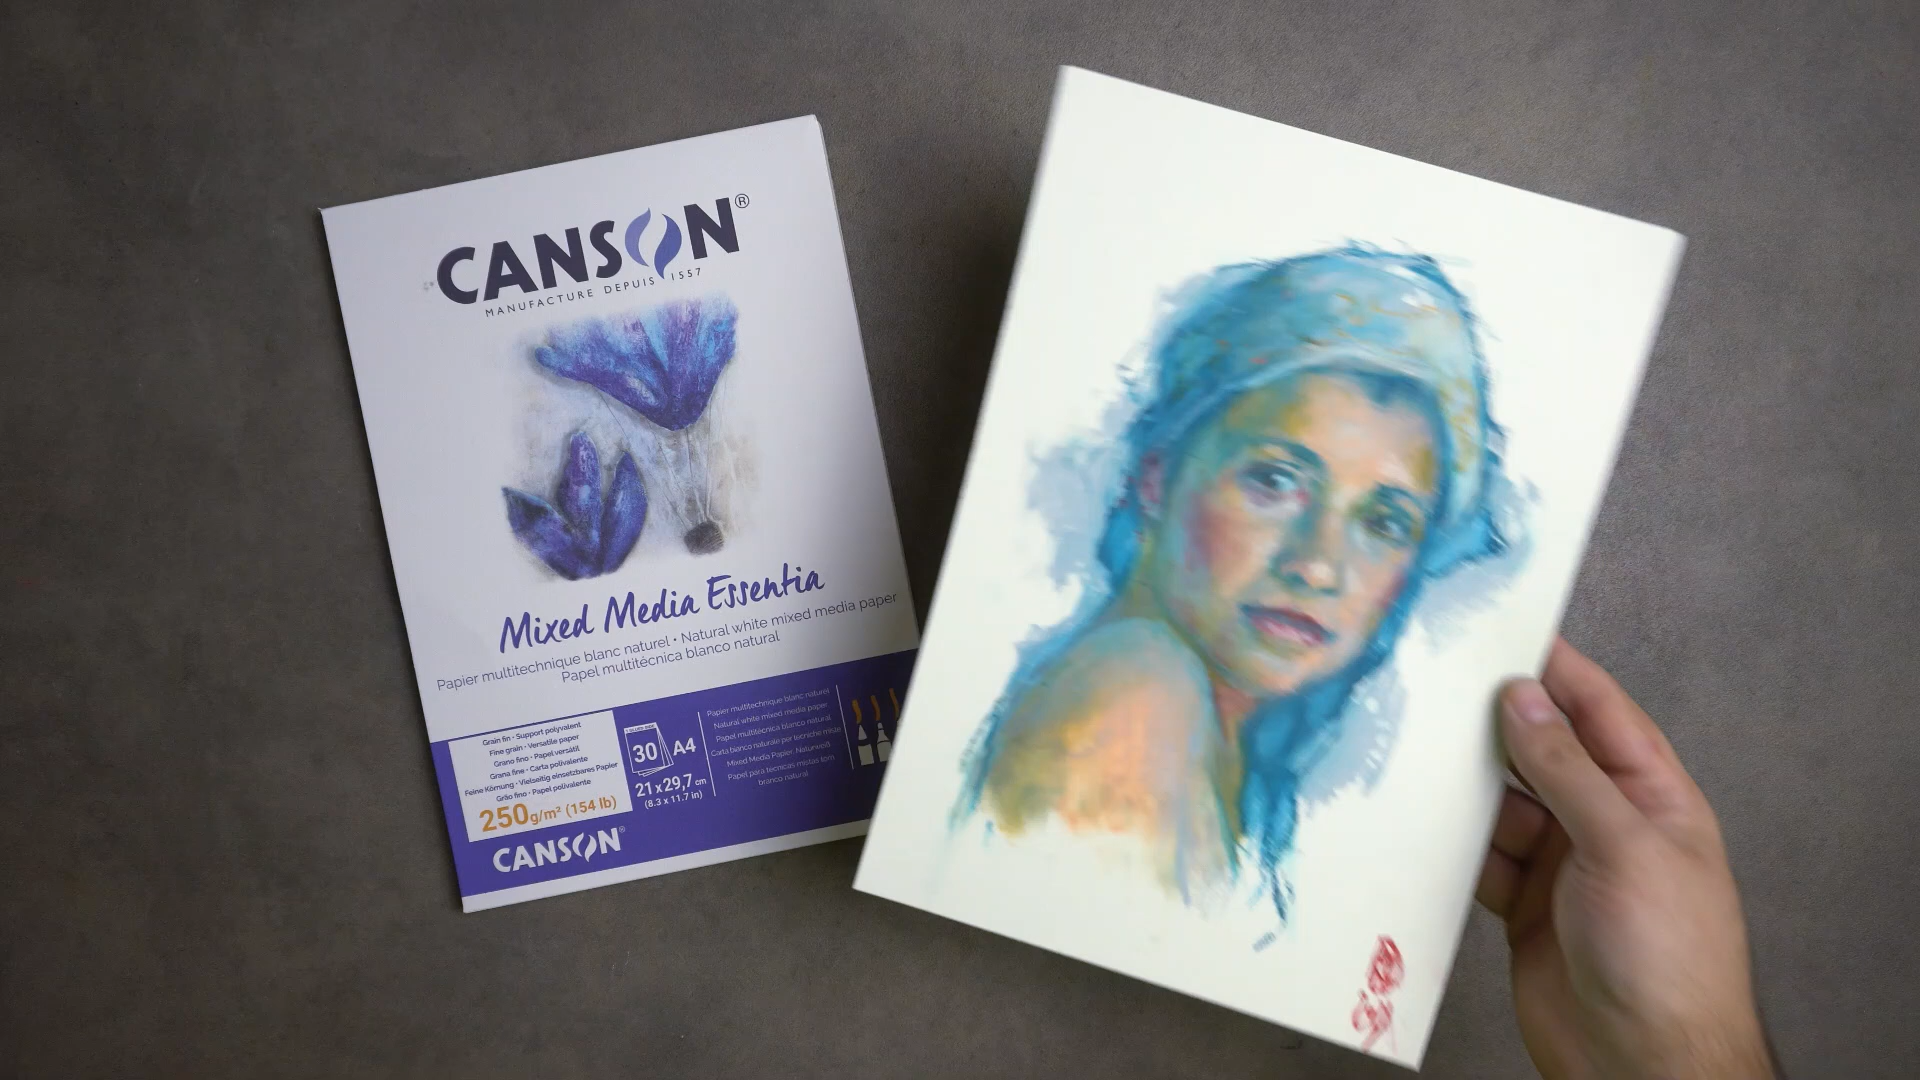 CANSON®
MANUFACTURE DEPUIS 1557
Mixed Media Essentia
Papier multitechnique blanc naturel • Natural white mixed media paper
Papel multitécnica blanco natural
Grain fin • Support polyvalent
Fine grain • Versatile paper
Grano fino • Papel versátil
Grana fine • Carta polivalente
Feine Körnung • Vielseitig einsetzbares Papier
Grão fino • Papel polivalente
250g/m² (154 lb)
30 A4
21 x 29,7 cm
(8.3 x 11.7 in)
Papier multitechnique blanc naturel
Natural white mixed media paper
Papel multitécnica blanco natural
Carta bianco naturale per tecniche miste
Mixed Media Papier, Naturweiß
Papel para técnicas mistas tom
branco natural
CANSON®